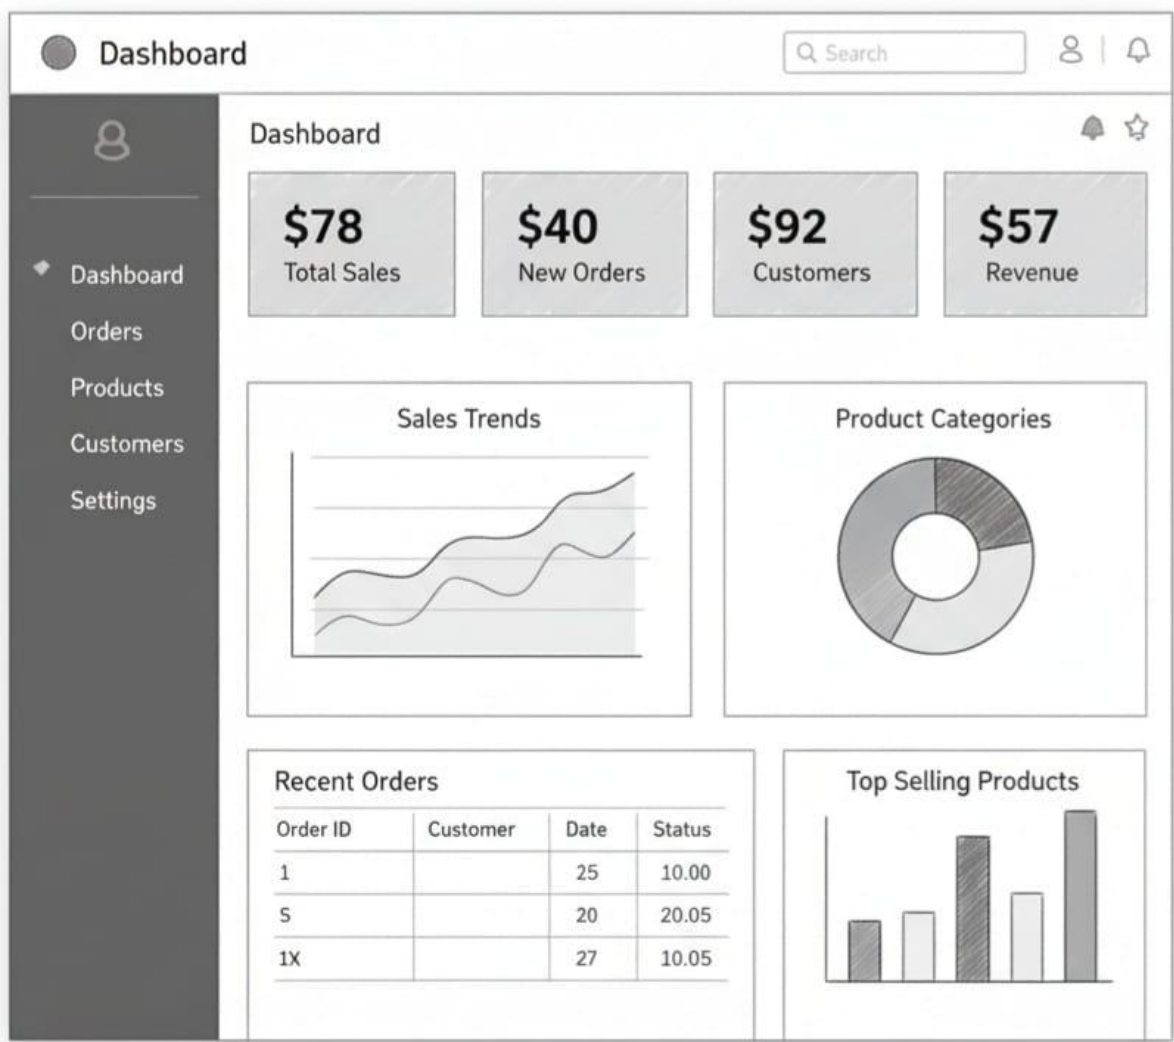 Dashboard
Search
Dashboard
Orders
Products
Customers
Settings
Dashboard
$78
Total Sales
$40
New Orders
$92
Customers
$57
Revenue
Sales Trends
Product Categories
Recent Orders
Order ID Customer Date Status
1 25 10.00
S 20 20.05
1X 27 10.05
Top Selling Products